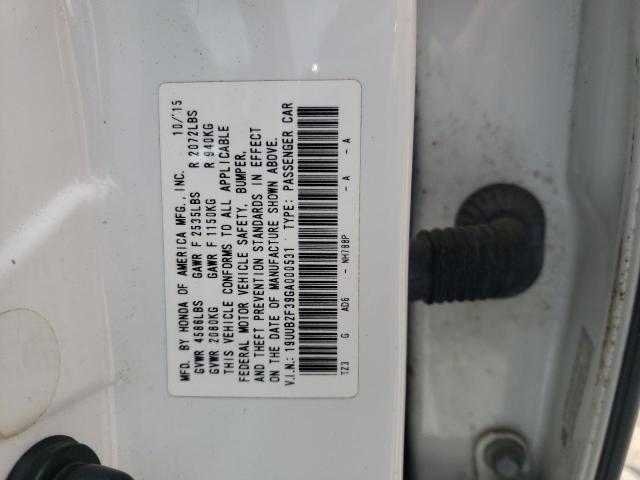 MFD. BY HONDA OF AMERICA MFG., INC. 10/15
GVWR 4586LBS GAWR F 2535LBS R 2072LBS
GVWR 2080KG GAWR F 1150KG R 940KG
THIS VEHICLE CONFORMS TO ALL APPLICABLE
FEDERAL MOTOR VEHICLE SAFETY, BUMPER,
AND THEFT PREVENTION STANDARDS IN EFFECT
ON THE DATE OF MANUFACTURE SHOWN ABOVE.
V.I.N.: 19UUB2F39GA000531 TYPE: PASSENGER CAR
TZ3 G AD6 - NH788P - A - A